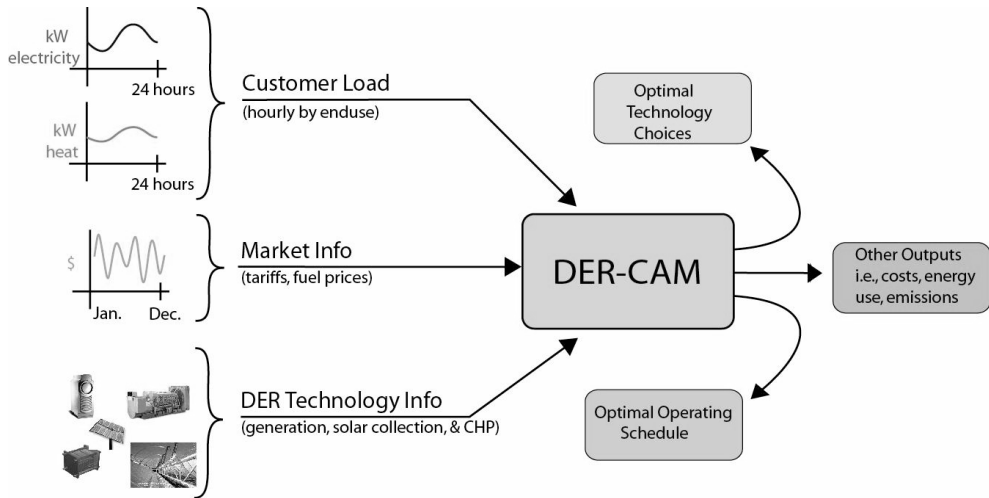 kW
electricity
24 hours
kW
heat
24 hours
Customer Load
(hourly by enduse)
$
Jan.
Dec.
Market Info
(tariffs, fuel prices)
DER Technology Info
(generation, solar collection, & CHP)
DER-CAM
Optimal
Technology
Choices
Other Outputs
i.e., costs, energy
use, emissions
Optimal Operating
Schedule